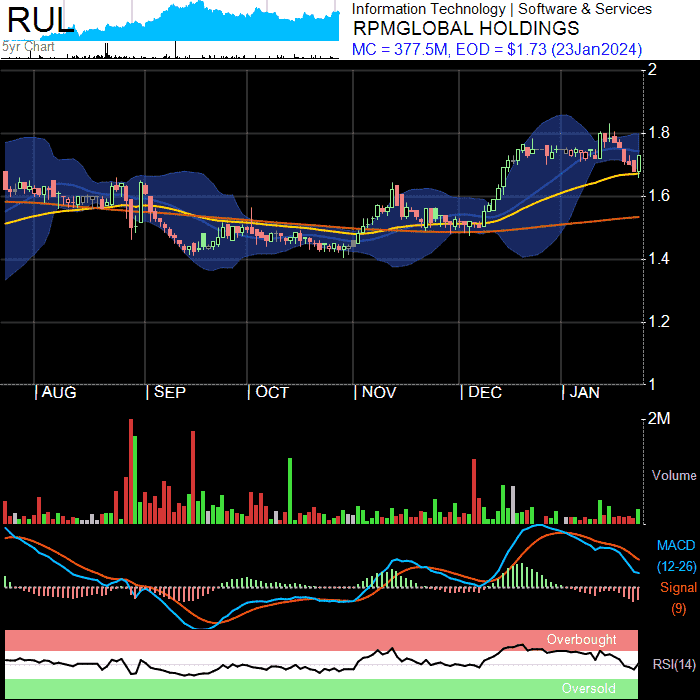 RUL
Information Technology | Software & Services
RPMGLOBAL HOLDINGS
5yr Chart
MC = 377.5M, EOD = $1.73 (23Jan2024)
2
1.8
1.6
1.4
1.2
1
| AUG | SEP | OCT | NOV | DEC | JAN
2M
Volume
MACD
(12-26)
Signal
(9)
Overbought
RSI(14)
Oversold